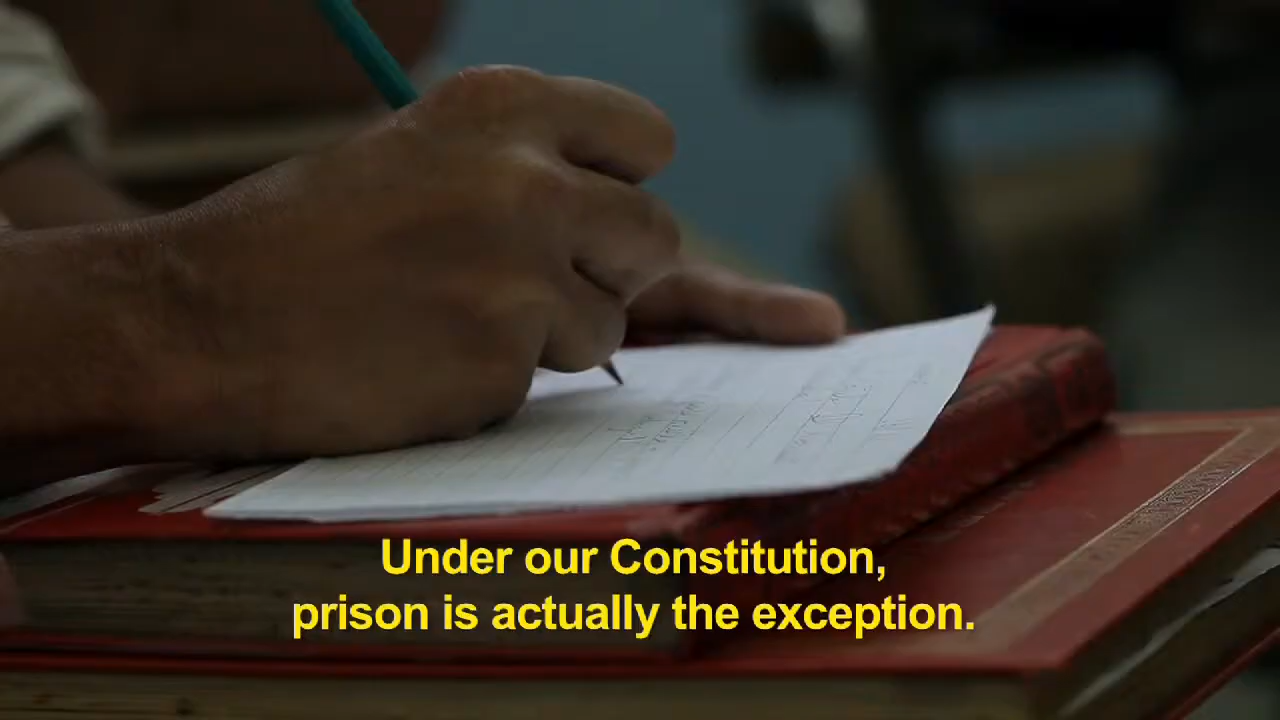 Under our Constitution,
prison is actually the exception.